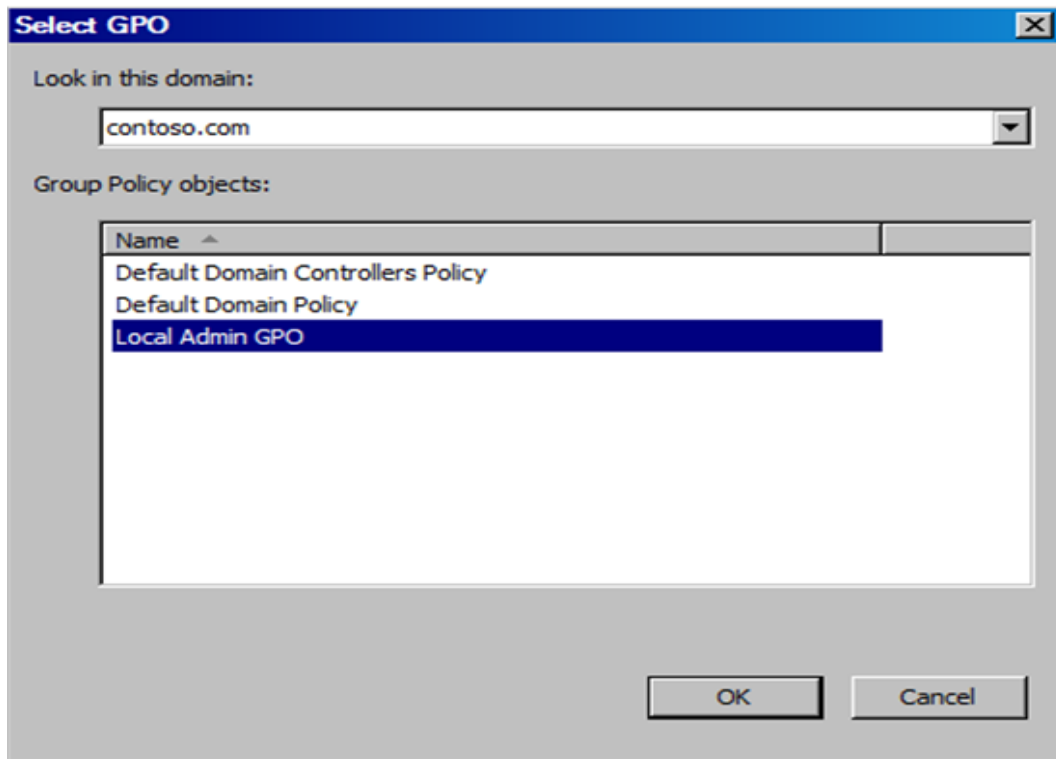 Select GPO
Look in this domain:
contoso.com
Group Policy objects:
Name
Default Domain Controllers Policy
Default Domain Policy
Local Admin GPO
OK Cancel